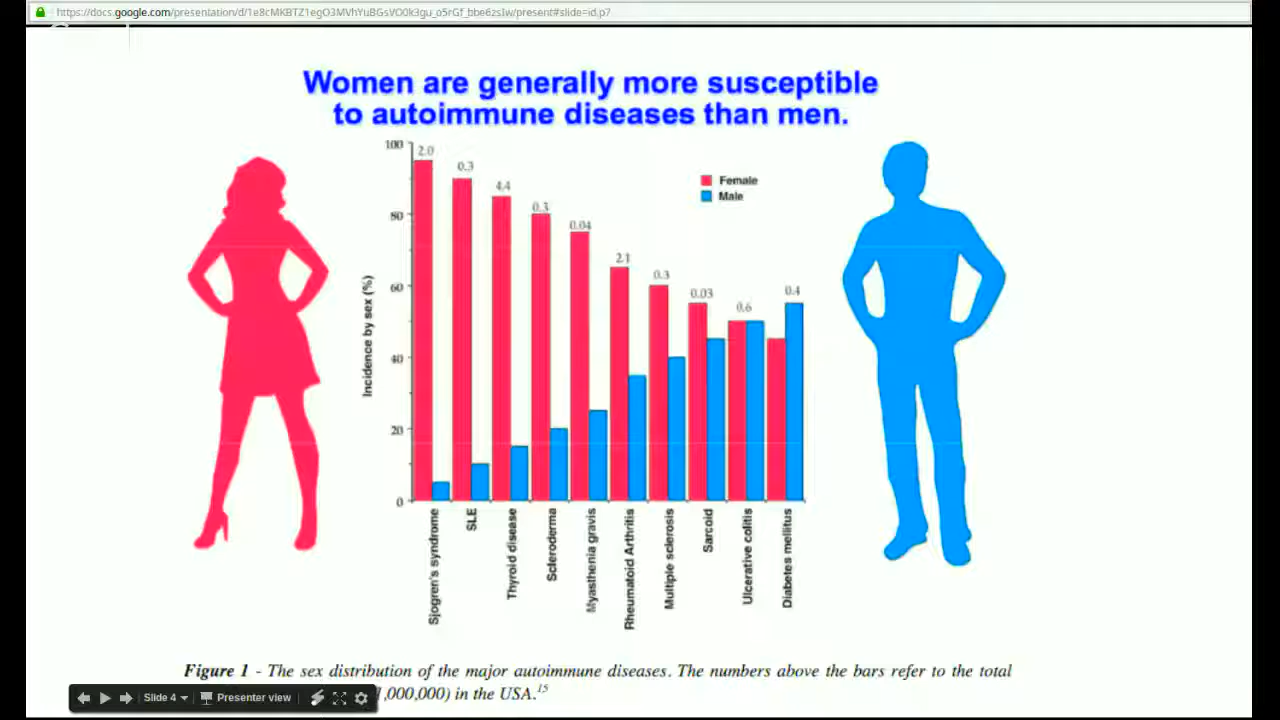 https://docs.google.com/presentation/d/1e8cMKBTZ1egO3MVhYuBGsVO0k3gu_o5rGf_bbe6zsIw/present#slide=id.p7
Women are generally more susceptible
to autoimmune diseases than men.
100
80
60
40
20
0
Incidence by sex (%)
2.0
0.3
4.4
0.3
0.04
2.1
0.3
0.03
0.6
0.4
Female
Male
Sjogren's syndrome
SLE
Thyroid disease
Scleroderma
Myasthenia gravis
Rheumatoid Arthritis
Multiple sclerosis
Sarcoid
Ulcerative colitis
Diabetes mellitus
Figure 1 - The sex distribution of the major autoimmune diseases. The numbers above the bars refer to the total
1,000,000) in the USA.15
Slide 4
Presenter view